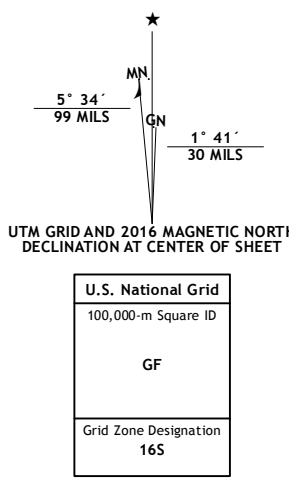 ★
MN
GN
5° 34´
99 MILS
1° 41´
30 MILS
UTM GRID AND 2016 MAGNETIC NORTH
DECLINATION AT CENTER OF SHEET
U.S. National Grid
100,000-m Square ID
GF
Grid Zone Designation
16S